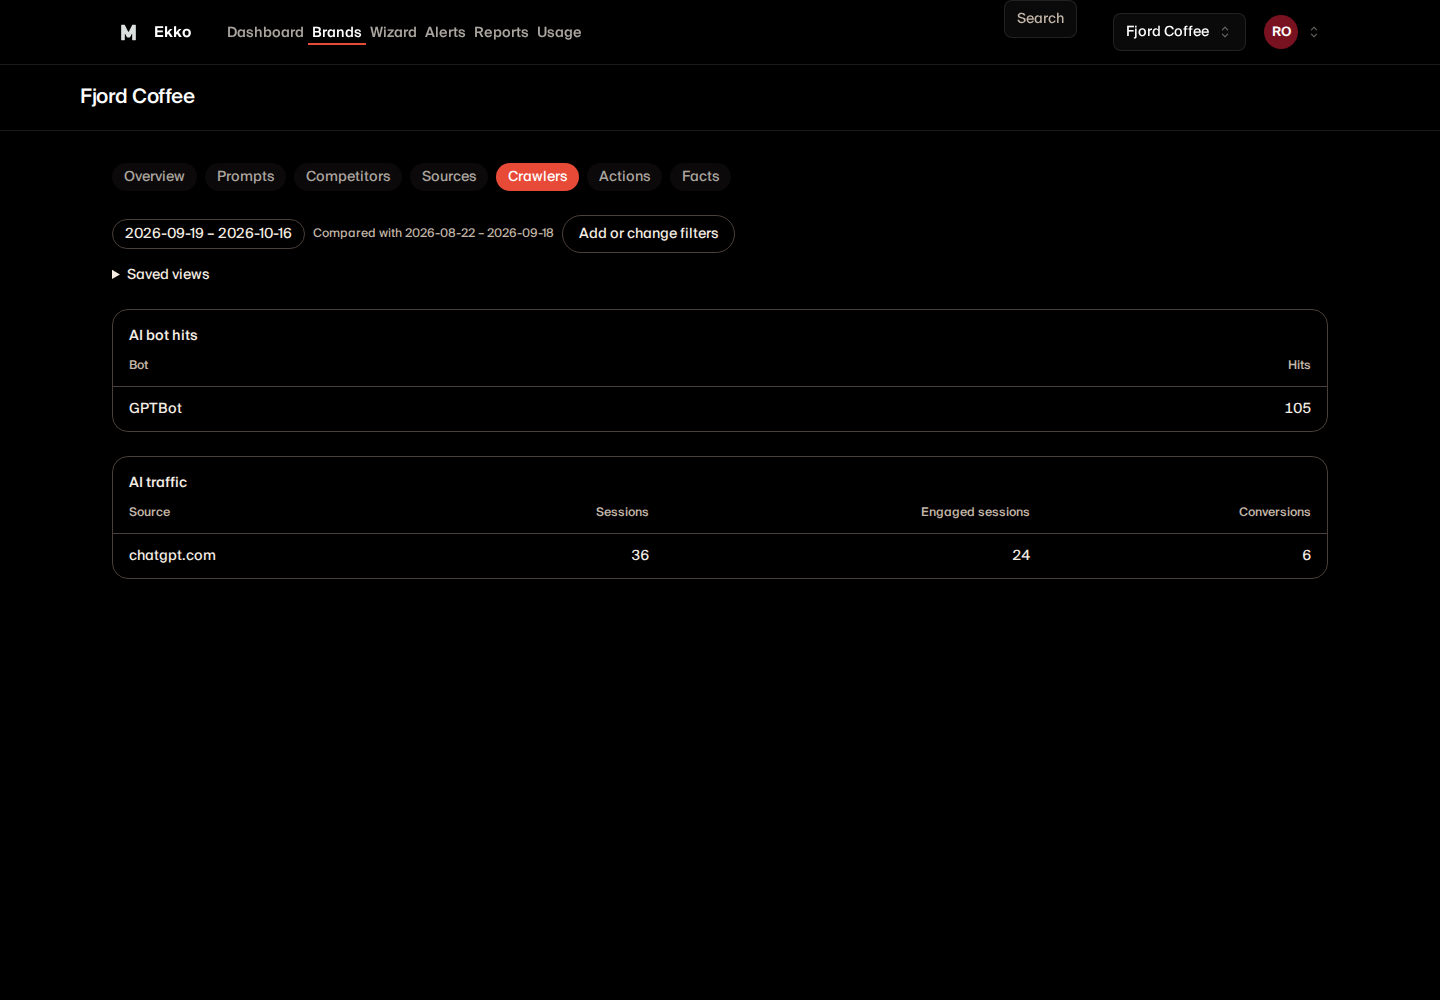 M Ekko Dashboard Brands Wizard Alerts Reports Usage Search Fjord Coffee RO
Fjord Coffee
Overview Prompts Competitors Sources Crawlers Actions Facts
2026-09-19 – 2026-10-16 Compared with 2026-08-22 – 2026-09-18 Add or change filters
Saved views
AI bot hits
Bot Hits
GPTBot 105
AI traffic
Source Sessions Engaged sessions Conversions
chatgpt.com 36 24 6